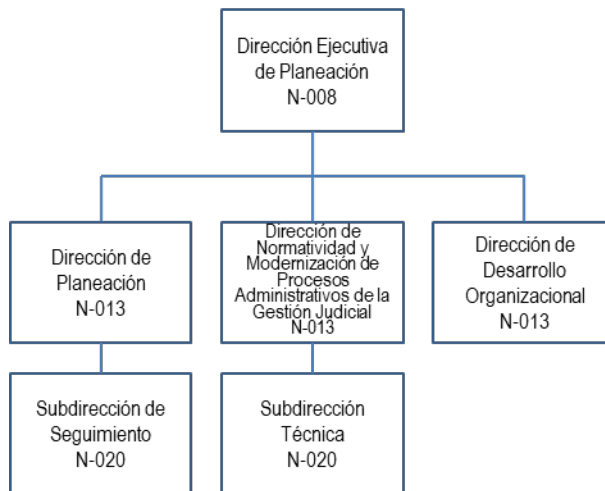 Dirección Ejecutiva
de Planeación
N-008
Dirección de
Planeación
N-013
Dirección de
Normatividad y
Modernización de
Procesos
Administrativos de la
Gestión Judicial
N-013
Dirección de
Desarrollo
Organizacional
N-013
Subdirección de
Seguimiento
N-020
Subdirección
Técnica
N-020